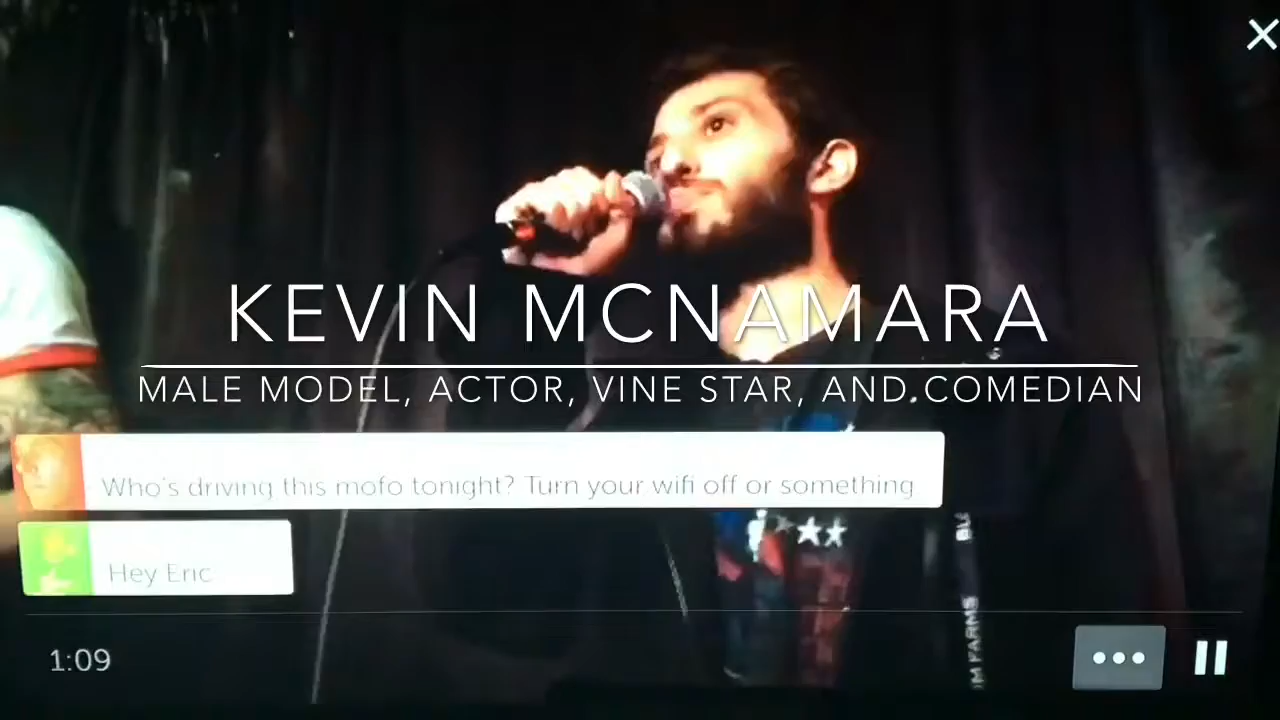 KEVIN MCNAMARA
MALE MODEL, ACTOR, VINE STAR, AND COMEDIAN
Who's driving this mofo tonight? Turn your wifi off or something
Hey Eric
1:09
M FARMS